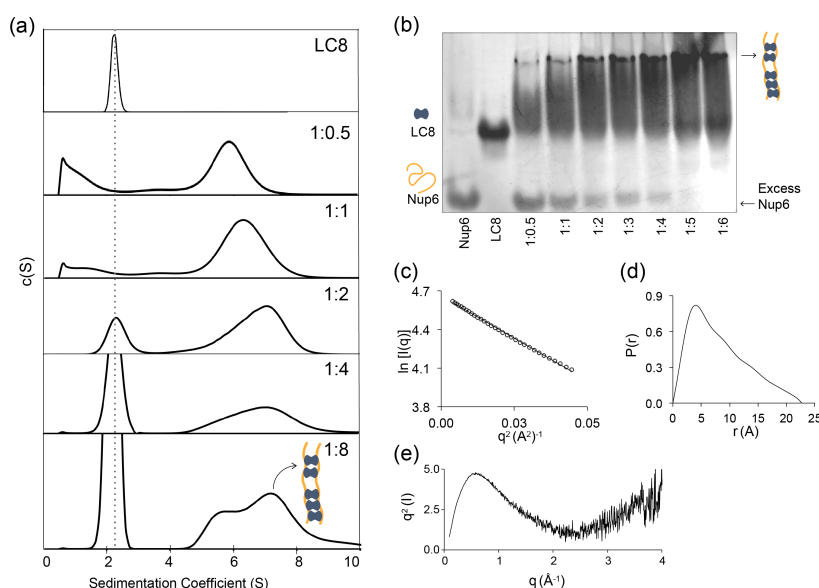 (a)
LC8
1:0.5
1:1
1:2
1:4
1:8
c(S)
0 2 4 6 8 10
Sedimentation Coefficient (S)
(b)
LC8
Nup6
Excess
Nup6
Nup6 LC8 1:0.5 1:1 1:2 1:3 1:4 1:5 1:6
(c)
ln [I(q)]
4.7
4.4
4.1
3.8
0 0.03 0.05
q² (A²)⁻¹
(d)
P(r)
0.9
0.6
0.3
0.0
0 5 10 15 20 25
r (A)
(e)
q² (I)
5.0
2.5
0.0
0 1 2 3 4
q (Å⁻¹)